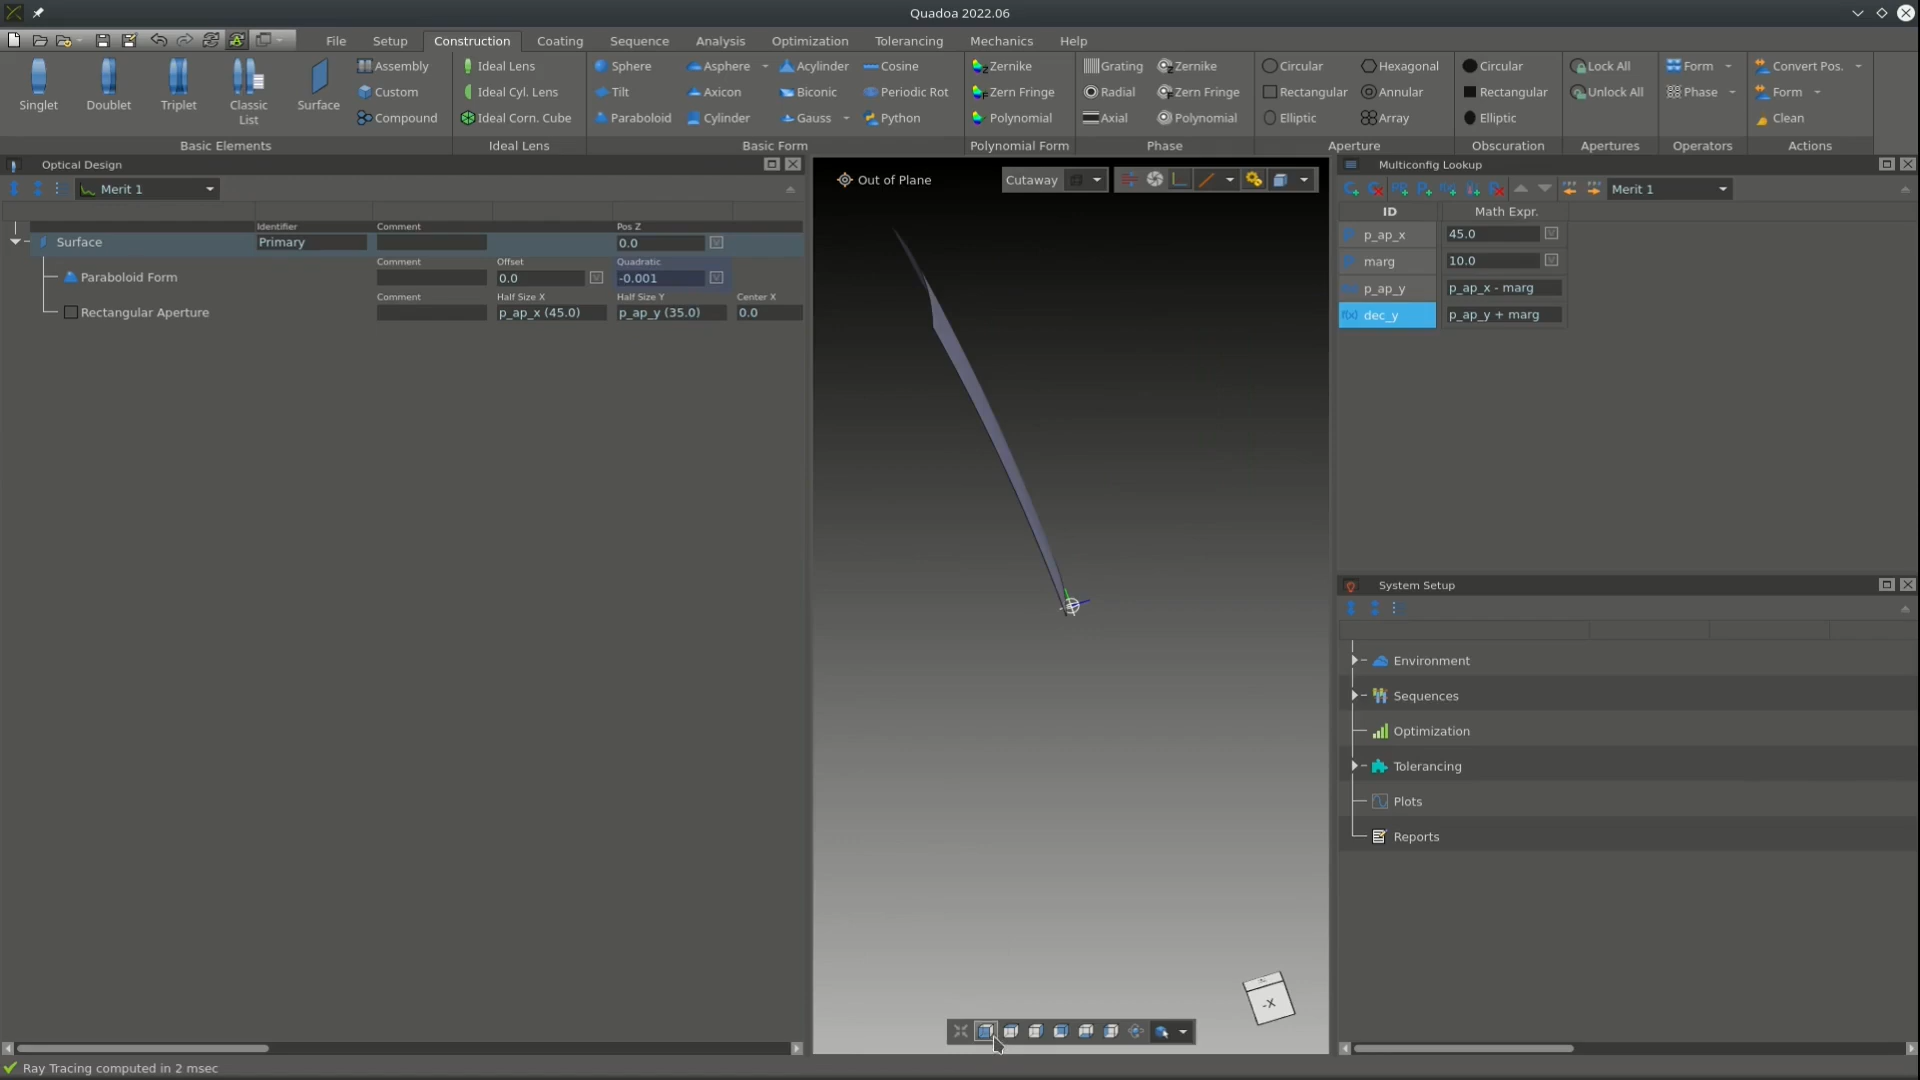 Quadoa 2022.06
File Setup Construction Coating Sequence Analysis Optimization Tolerancing Mechanics Help
Singlet Doublet Triplet Classic List Surface
Assembly
Custom
Compound
Basic Elements
Ideal Lens
Ideal Cyl. Lens
Ideal Corn. Cube
Ideal Lens
Sphere Asphere Acylinder Cosine
Tilt Axicon Biconic Periodic Rot
Paraboloid Cylinder Gauss Python
Basic Form
Zernike
Zern Fringe
Polynomial
Polynomial Form
Grating Zernike
Radial Zern Fringe
Axial Polynomial
Phase
Circular Hexagonal
Rectangular Annular
Elliptic Array
Aperture
Circular
Rectangular
Elliptic
Obscuration
Lock All
Unlock All
Apertures
Form
Phase
Operators
Convert Pos.
Form
Clean
Actions
Optical Design
Merit 1
Identifier Comment Pos Z
Surface Primary 0.0
Comment Offset Quadratic
Paraboloid Form 0.0 -0.001
Comment Half Size X Half Size Y Center X
Rectangular Aperture p_ap_x (45.0) p_ap_y (35.0) 0.0
Out of Plane
Cutaway
-X
Multiconfig Lookup
Merit 1
ID Math Expr.
p_ap_x 45.0
marg 10.0
p_ap_y p_ap_x - marg
f(x) dec_y p_ap_y + marg
System Setup
Environment
Sequences
Optimization
Tolerancing
Plots
Reports
Ray Tracing computed in 2 msec